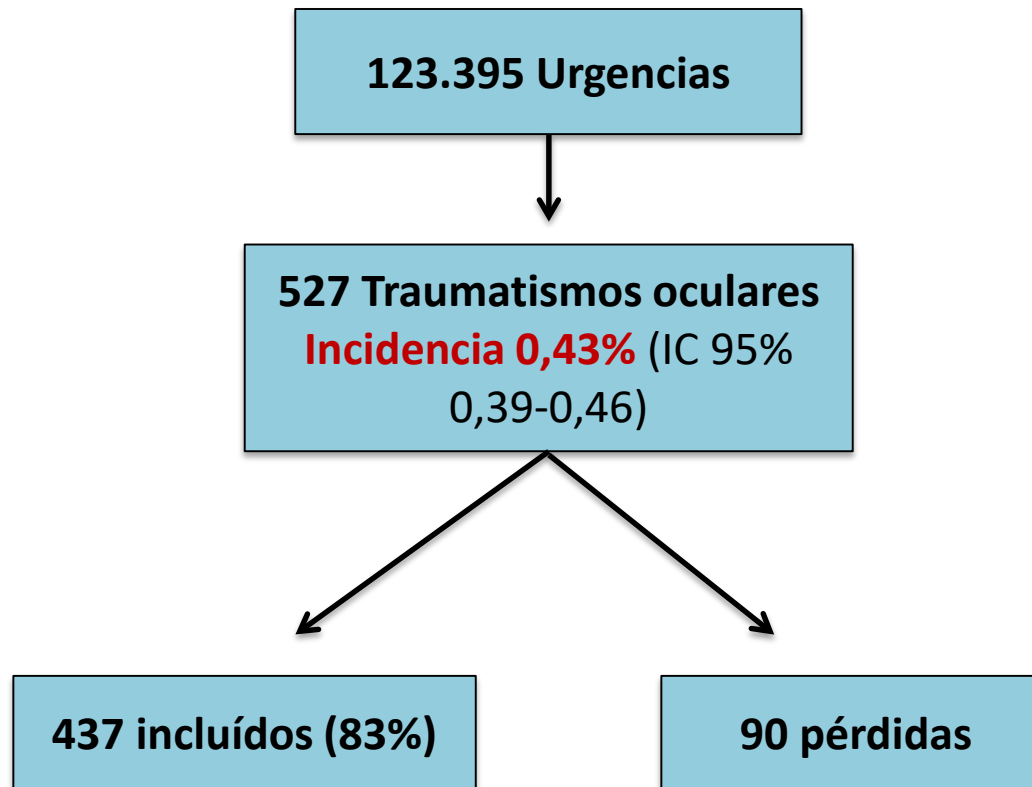 123.395 Urgencias
527 Traumatismos oculares
Incidencia 0,43% (IC 95%
0,39-0,46)
437 incluídos (83%)
90 pérdidas